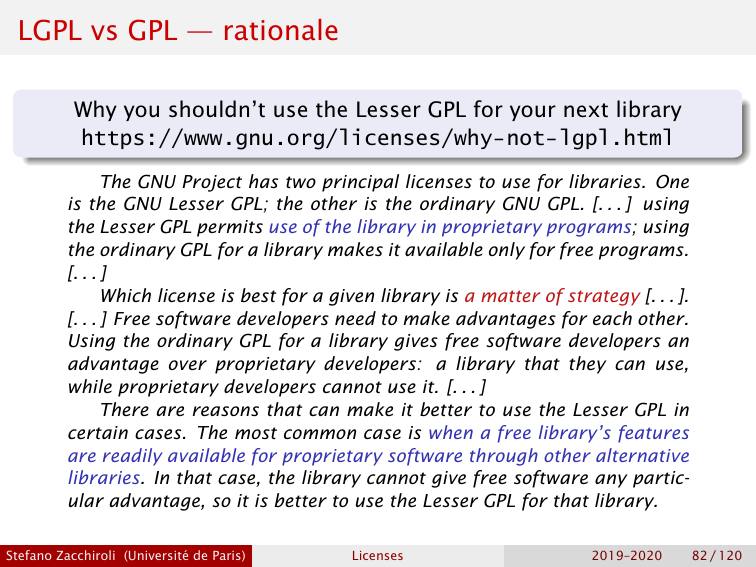 LGPL vs GPL — rationale
Why you shouldn't use the Lesser GPL for your next library
https://www.gnu.org/licenses/why-not-lgpl.html
The GNU Project has two principal licenses to use for libraries. One
is the GNU Lesser GPL; the other is the ordinary GNU GPL. [...] using
the Lesser GPL permits use of the library in proprietary programs; using
the ordinary GPL for a library makes it available only for free programs.
[...]
Which license is best for a given library is a matter of strategy [...].
[...] Free software developers need to make advantages for each other.
Using the ordinary GPL for a library gives free software developers an
advantage over proprietary developers: a library that they can use,
while proprietary developers cannot use it. [...]
There are reasons that can make it better to use the Lesser GPL in
certain cases. The most common case is when a free library's features
are readily available for proprietary software through other alternative
libraries. In that case, the library cannot give free software any partic-
ular advantage, so it is better to use the Lesser GPL for that library.
Stefano Zacchiroli (Université de Paris) Licenses 2019–2020 82 / 120